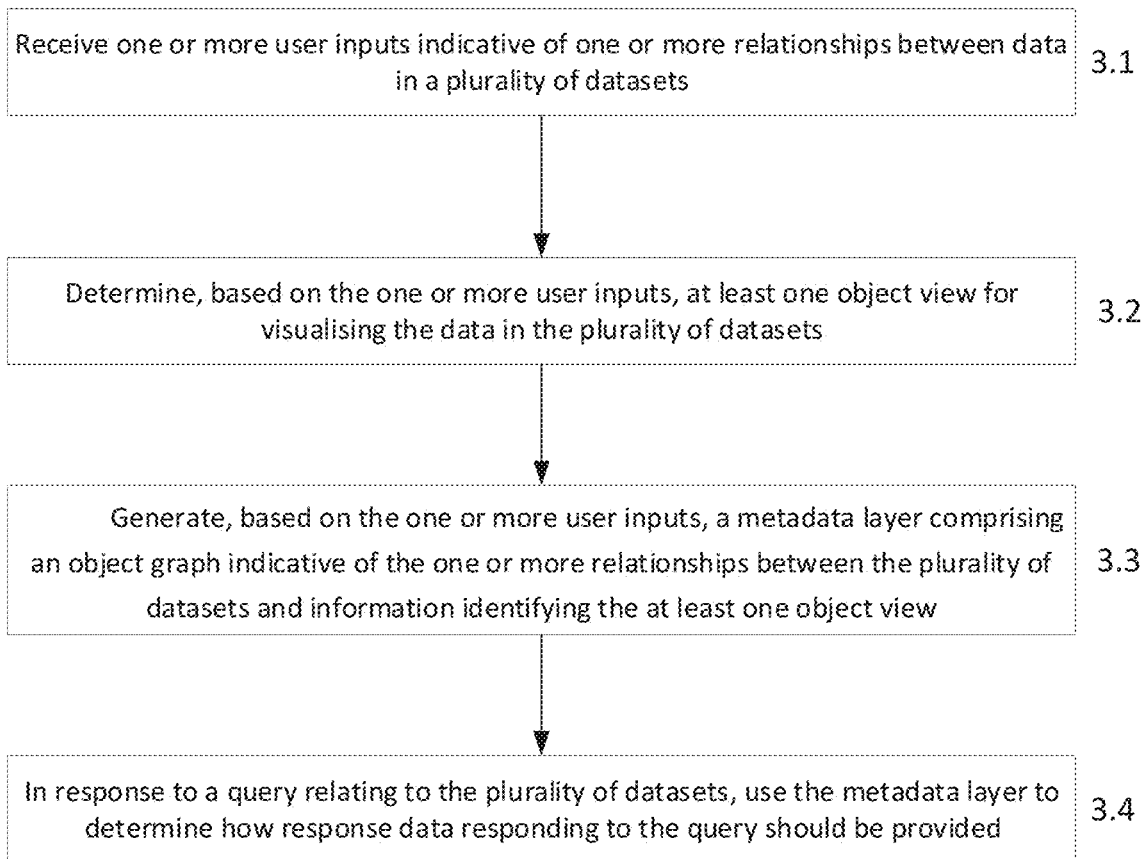 Receive one or more user inputs indicative of one or more relationships between data
in a plurality of datasets
3.1
Determine, based on the one or more user inputs, at least one object view for
visualising the data in the plurality of datasets
3.2
Generate, based on the one or more user inputs, a metadata layer comprising
an object graph indicative of the one or more relationships between the plurality of
datasets and information identifying the at least one object view
3.3
In response to a query relating to the plurality of datasets, use the metadata layer to
determine how response data responding to the query should be provided
3.4